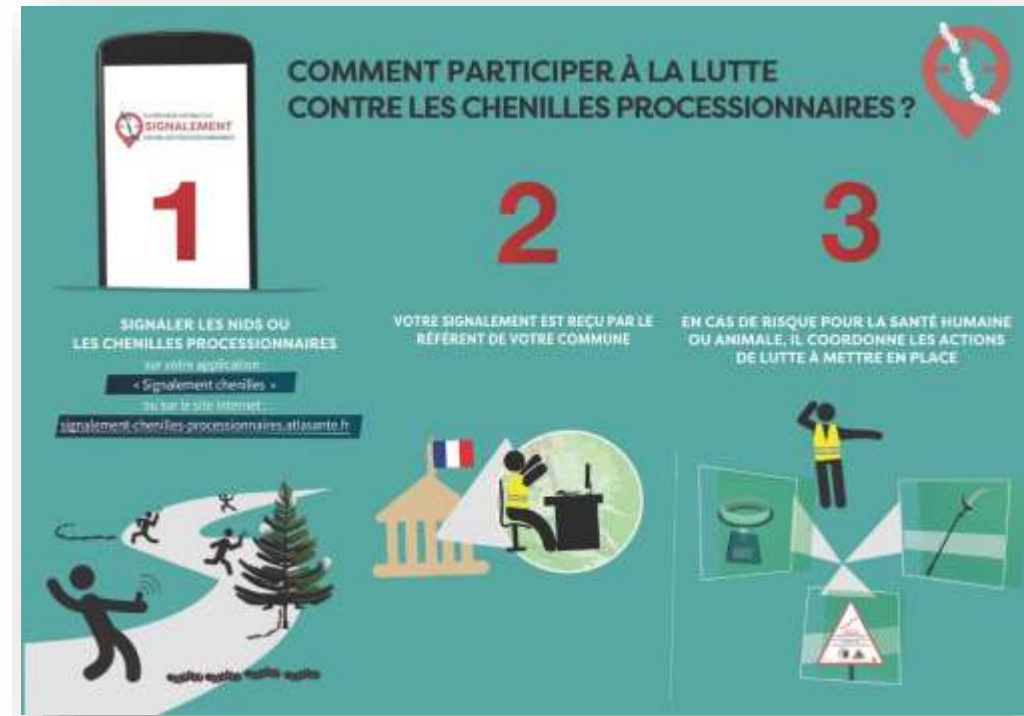 SIGNALEMENT
COMMENT PARTICIPER À LA LUTTE
CONTRE LES CHENILLES PROCESSIONNAIRES ?
1
2
3
SIGNALER LES NIDS OU
LES CHENILLES PROCESSIONNAIRES
sur votre application :
« Signalement chenilles »
ou sur le site internet :
signalement-chenilles-processionnaires.atlasante.fr
VOTRE SIGNALEMENT EST REÇU PAR LE
RÉFÉRENT DE VOTRE COMMUNE
EN CAS DE RISQUE POUR LA SANTÉ HUMAINE
OU ANIMALE, IL COORDONNE LES ACTIONS
DE LUTTE À METTRE EN PLACE